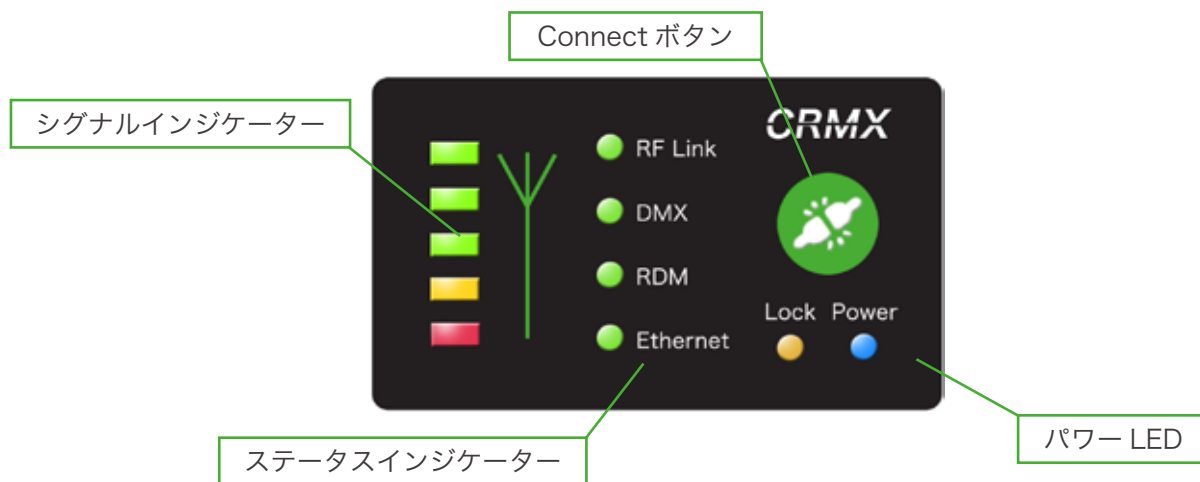 Connect ボタン
シグナルインジケーター
CRMX
RF Link
DMX
RDM
Lock Power
Ethernet
パワー LED
ステータスインジケーター